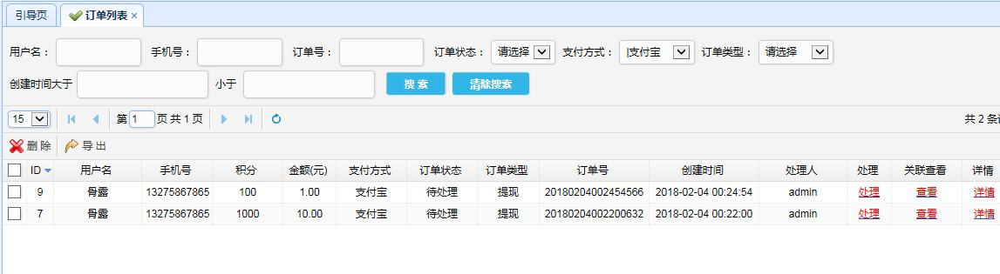 引导页 订单列表 ×
用户名： 手机号： 订单号： 订单状态： 请选择 支付方式： |支付宝 订单类型： 请选择
创建时间大于 小于 搜 索 清除搜索
15 第 1 页 共 1 页 共 2 条
删 除 导 出
ID 用户名 手机号 积分 金额(元) 支付方式 订单状态 订单类型 订单号 创建时间 处理人 处理 关联查看 详情
9 骨露 13275867865 100 1.00 支付宝 待处理 提现 20180204002454566 2018-02-04 00:24:54 admin 处理 查看 详情
7 骨露 13275867865 1000 10.00 支付宝 待处理 提现 20180204002200632 2018-02-04 00:22:00 admin 处理 查看 详情